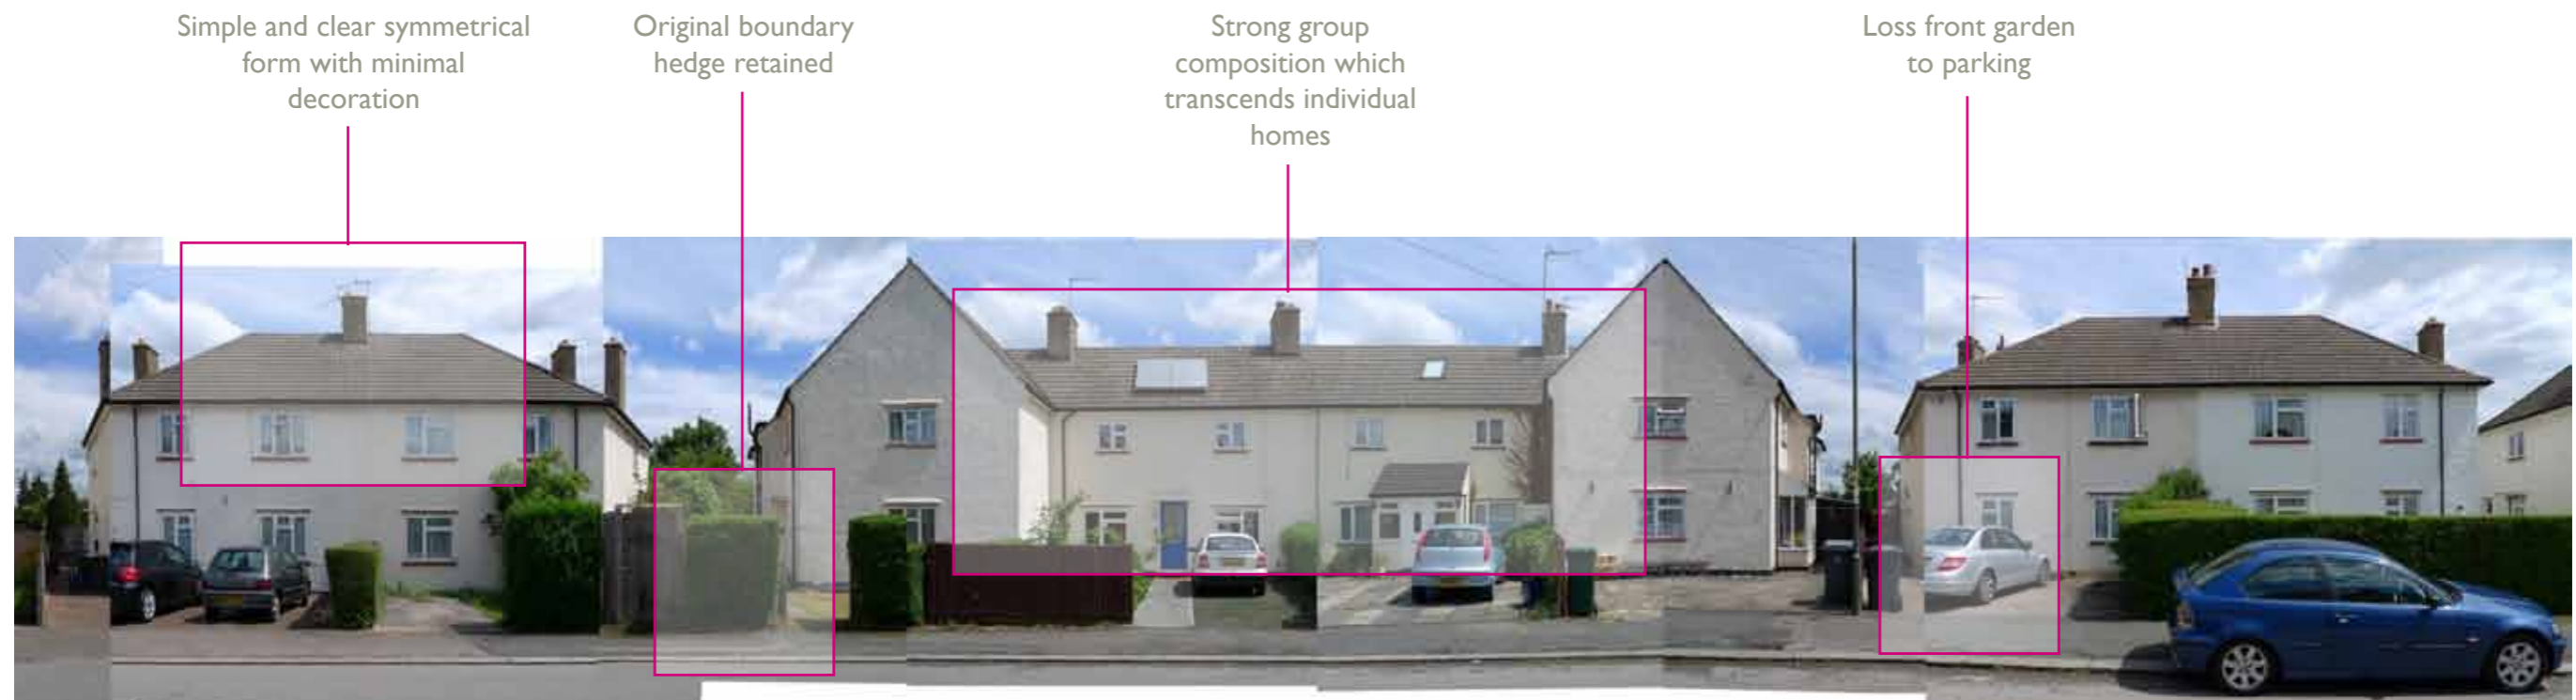 Simple and clear symmetrical
form with minimal
decoration
Original boundary
hedge retained
Strong group
composition which
transcends individual
homes
Loss front garden
to parking